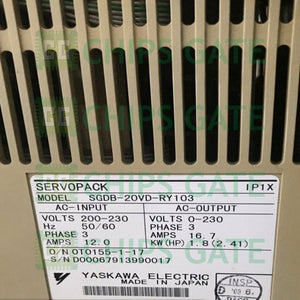 CHIPS GATE
SERVOPACK IP1X
MODEL SGDB-20VD-RY103
AC-INPUT AC-OUTPUT
VOLTS 200-230 VOLTS 0-230
Hz 50/60 PHASE 3
PHASE 3 AMPS 16.7
AMPS 12.0 KW(HP) 1.8(2.41)
O/N 0T0155-1-17
S/N D00067913990017
YASKAWA ELECTRIC
MADE IN JAPAN
INSP.